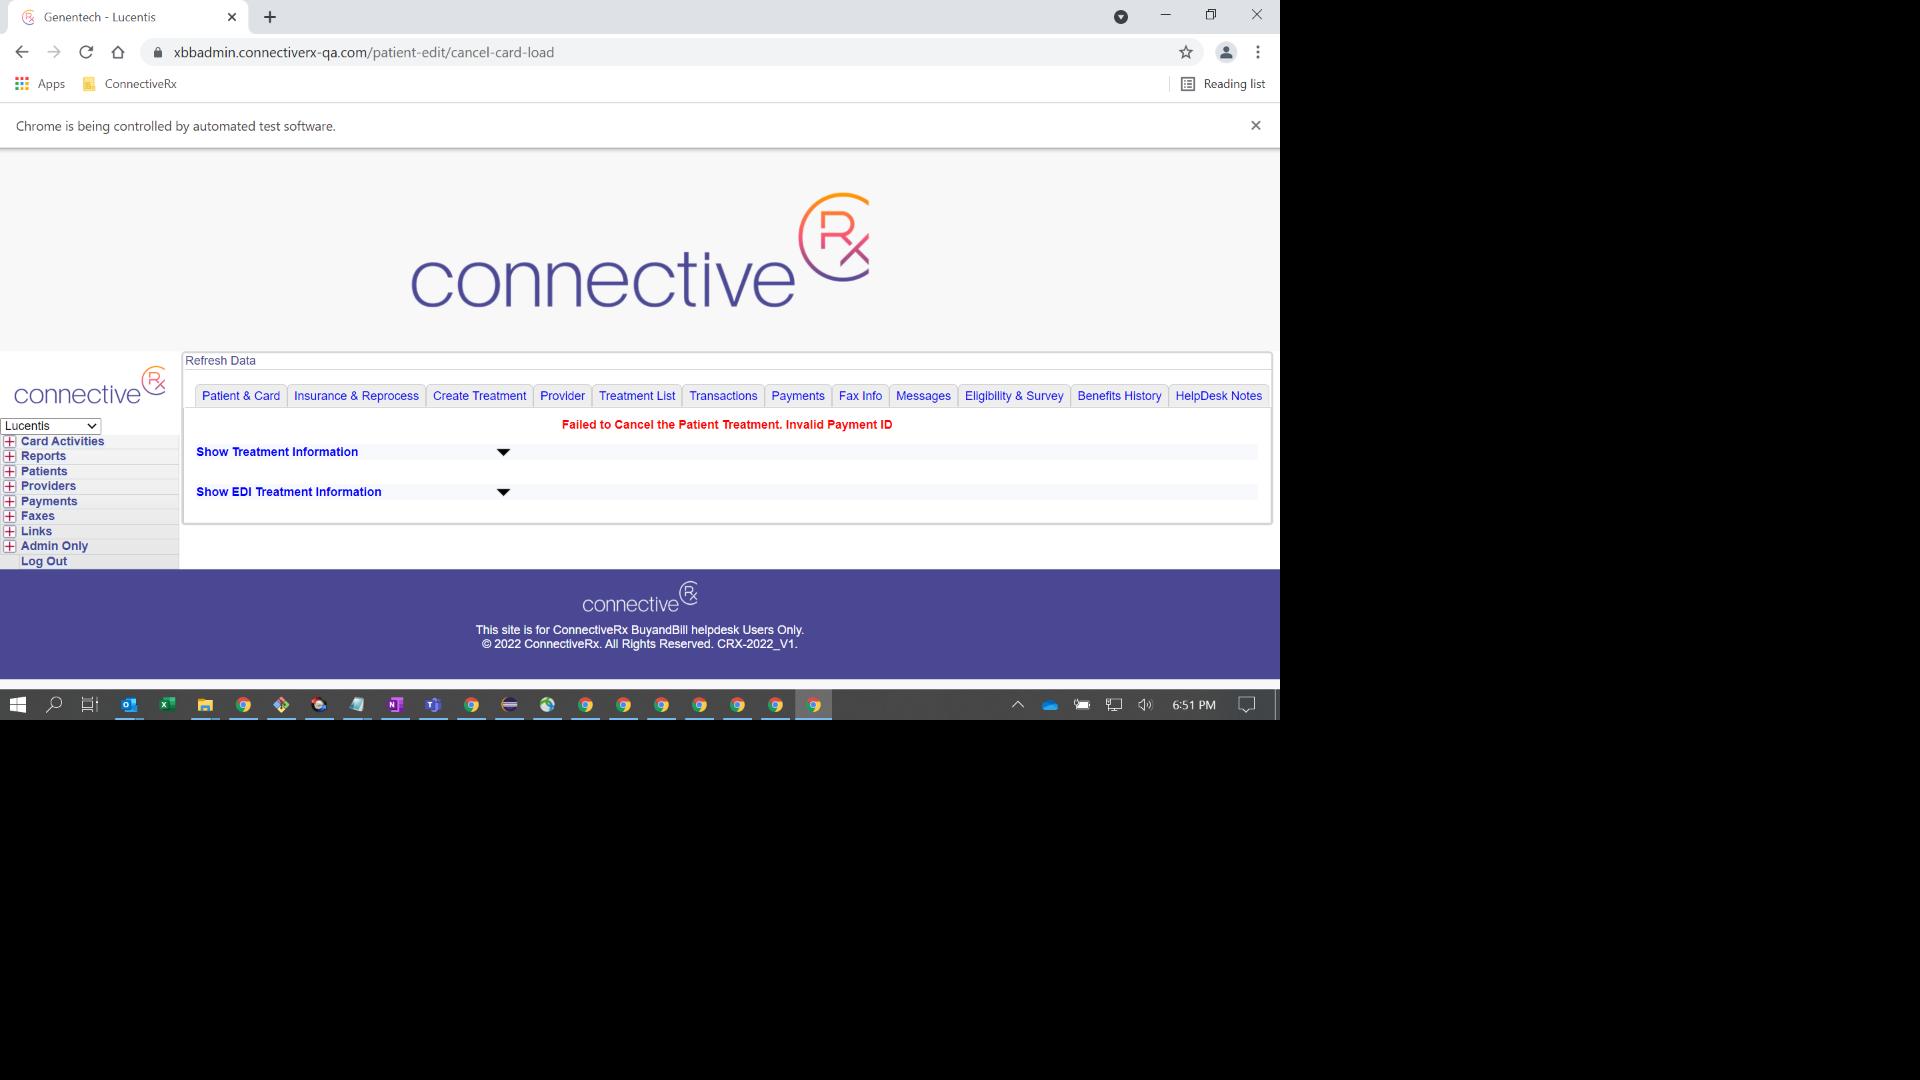 Genentech - Lucentis
xbbadmin.connectiverx-qa.com/patient-edit/cancel-card-load
Apps
ConnectiveRx
Reading list
Chrome is being controlled by automated test software.
connective Rx
connective Rx
Refresh Data
Patient & Card Insurance & Reprocess Create Treatment Provider Treatment List Transactions Payments Fax Info Messages Eligibility & Survey Benefits History HelpDesk Notes
Failed to Cancel the Patient Treatment. Invalid Payment ID
Show Treatment Information
Show EDI Treatment Information
Lucentis
Card Activities
Reports
Patients
Providers
Payments
Faxes
Links
Admin Only
Log Out
connective Rx
This site is for ConnectiveRx BuyandBill helpdesk Users Only.
© 2022 ConnectiveRx. All Rights Reserved. CRX-2022_V1.
6:51 PM